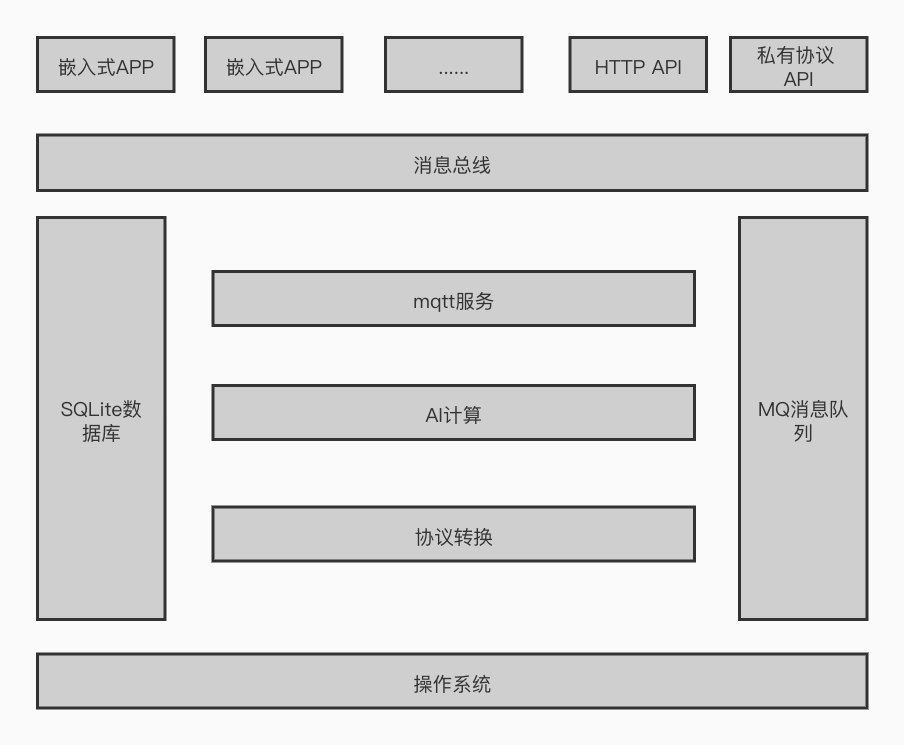 嵌入式APP
嵌入式APP
......
HTTP API
私有协议
API
消息总线
mqtt服务
SQLite数
据库
AI计算
MQ消息队
列
协议转换
操作系统